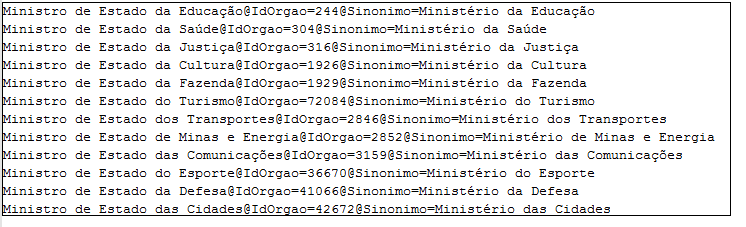 Ministro de Estado da Educação@IdOrgao=244@Sinonimo=Ministério da Educação
Ministro de Estado da Saúde@IdOrgao=304@Sinonimo=Ministério da Saúde
Ministro de Estado da Justiça@IdOrgao=316@Sinonimo=Ministério da Justiça
Ministro de Estado da Cultura@IdOrgao=1926@Sinonimo=Ministério da Cultura
Ministro de Estado da Fazenda@IdOrgao=1929@Sinonimo=Ministério da Fazenda
Ministro de Estado do Turismo@IdOrgao=72084@Sinonimo=Ministério do Turismo
Ministro de Estado dos Transportes@IdOrgao=2846@Sinonimo=Ministério dos Transportes
Ministro de Estado de Minas e Energia@IdOrgao=2852@Sinonimo=Ministério de Minas e Energia
Ministro de Estado das Comunicações@IdOrgao=3159@Sinonimo=Ministério das Comunicações
Ministro de Estado do Esporte@IdOrgao=36670@Sinonimo=Ministério do Esporte
Ministro de Estado da Defesa@IdOrgao=41066@Sinonimo=Ministério da Defesa
Ministro de Estado das Cidades@IdOrgao=42672@Sinonimo=Ministério das Cidades